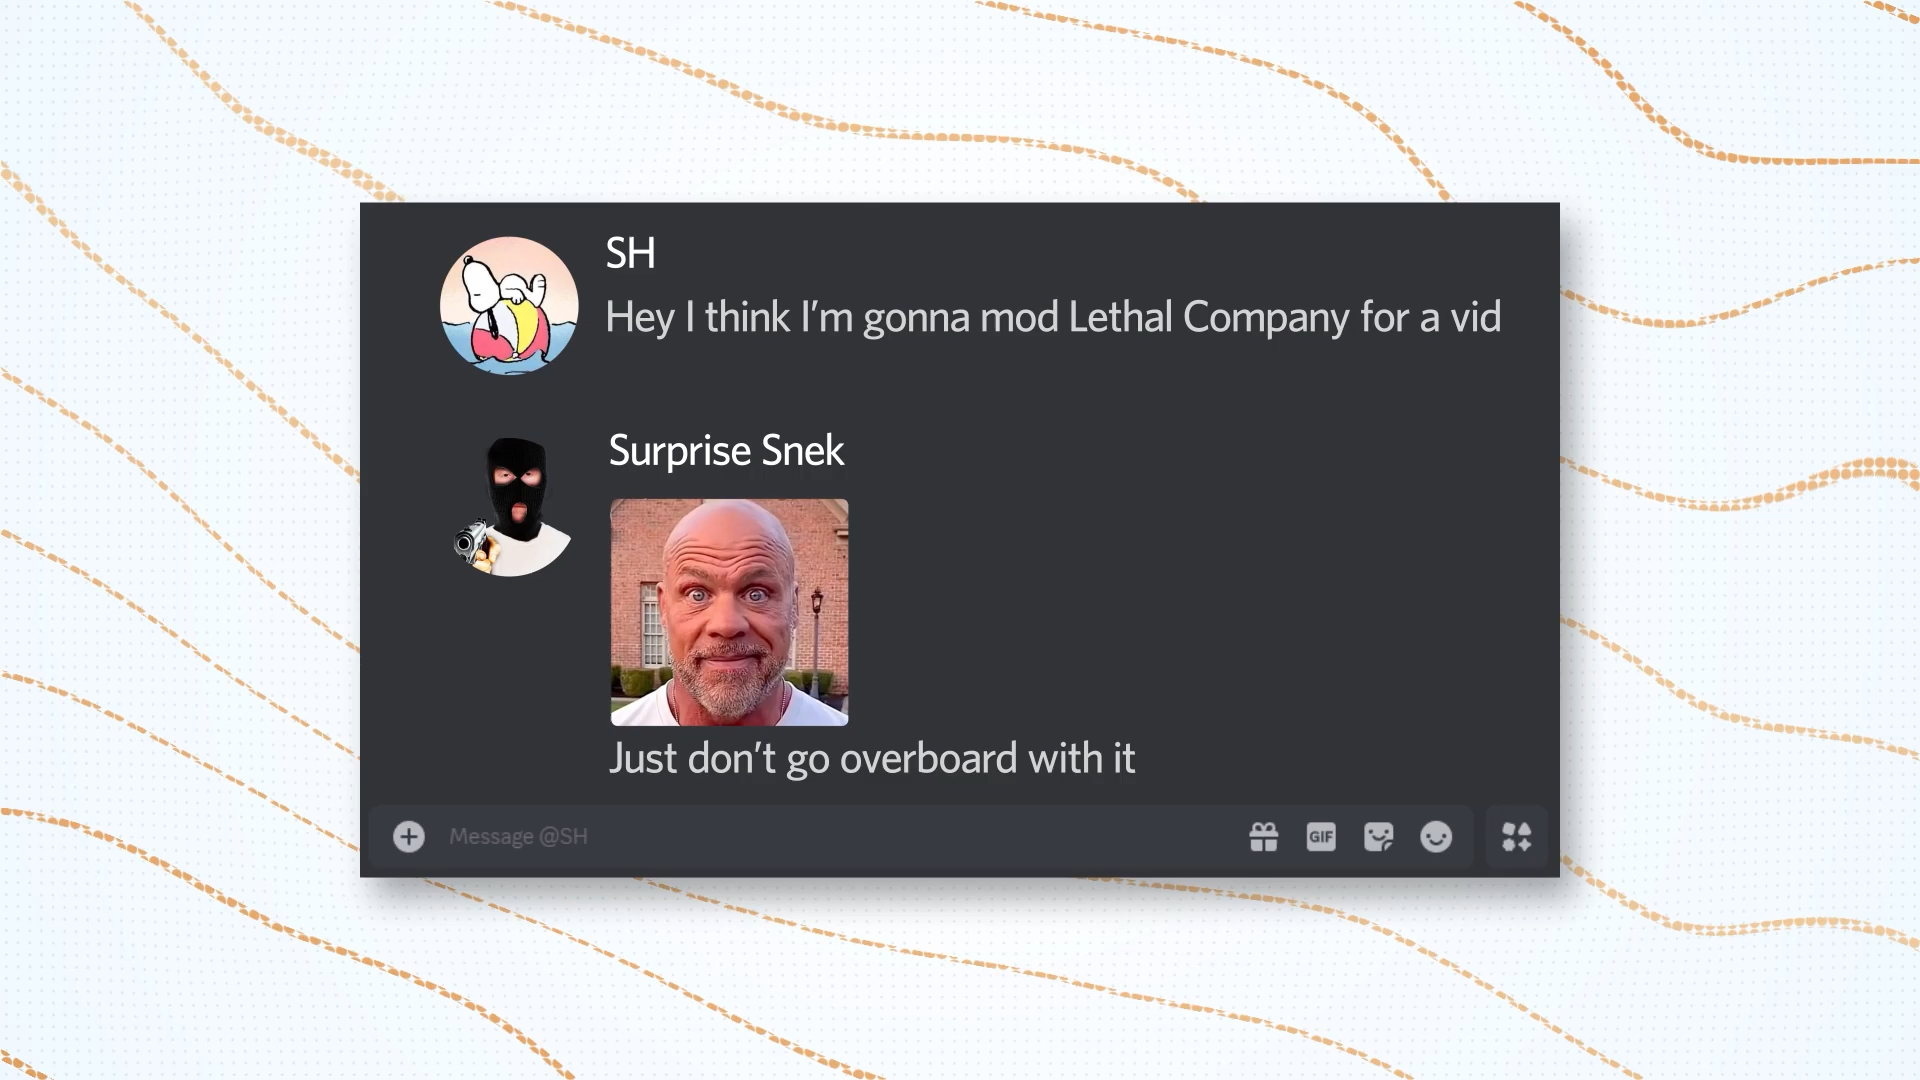 SH
Hey I think I’m gonna mod Lethal Company for a vid
Surprise Snek
Just don’t go overboard with it
Message @SH
GIF